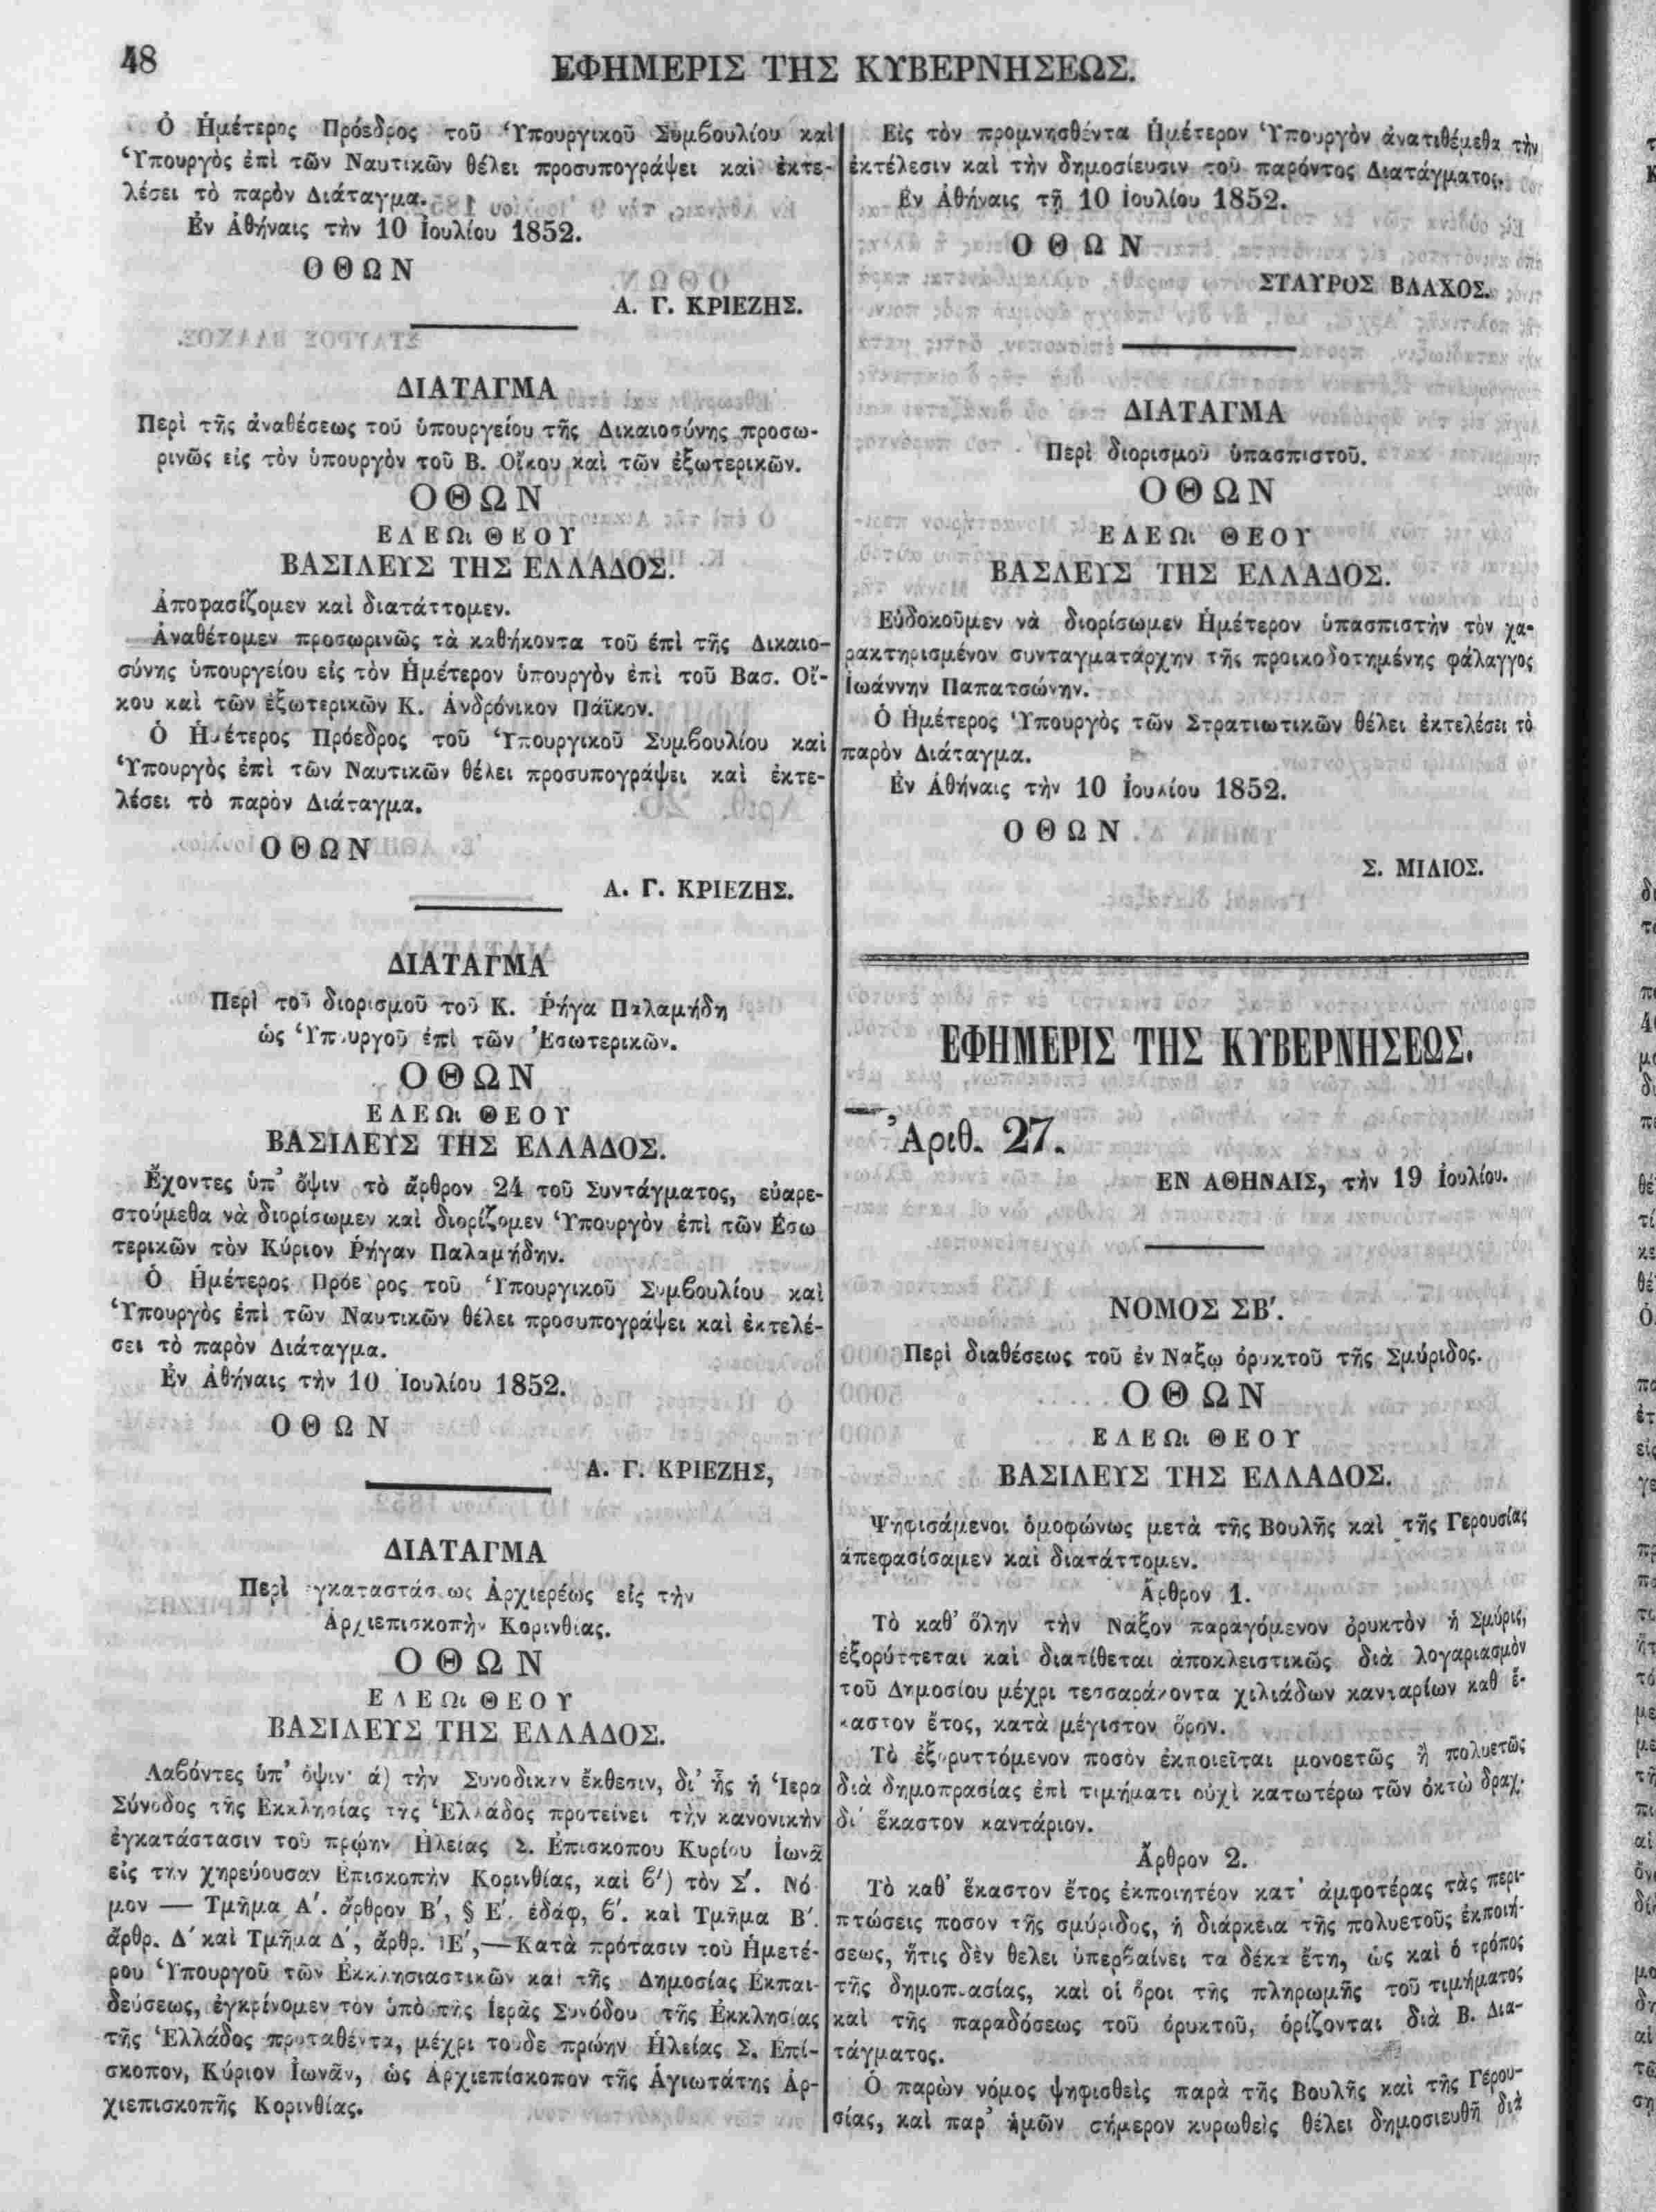 48
ΕΦΗΜΕΡΙΣ ΤΗΣ ΚΥΒΕΡΝΗΣΕΩΣ.
Ὁ Ἡμέτερος Πρόεδρος τοῦ Ὑπουργικοῦ Συμβουλίου καὶ
Ὑπουργὸς ἐπὶ τῶν Ναυτικῶν θέλει προσυπογράψει καὶ ἐκτε-
λέσει τὸ παρὸν Διάταγμα.
Ἐν Ἀθήναις τὴν 10 Ἰουλίου 1852.
ΟΘΩΝ
Α. Γ. ΚΡΙΕΖΗΣ.
ΔΙΑΤΑΓΜΑ
Περὶ τῆς ἀναθέσεως τοῦ ὑπουργείου τῆς Δικαιοσύνης προσω-
ρινῶς εἰς τὸν ὑπουργὸν τοῦ Β. Οἴκου καὶ τῶν ἐξωτερικῶν.
ΟΘΩΝ
ΕΛΕΩι ΘΕΟΥ
ΒΑΣΙΛΕΥΣ ΤΗΣ ΕΛΛΑΔΟΣ.
Ἀποφασίζομεν καὶ διατάττομεν.
Ἀναθέτομεν προσωρινῶς τὰ καθήκοντα τοῦ ἐπὶ τῆς Δικαιο-
σύνης ὑπουργείου εἰς τὸν Ἡμέτερον ὑπουργὸν ἐπὶ τοῦ Βασ. Οἴ-
κου καὶ τῶν ἐξωτερικῶν Κ. Ἀνδρόνικον Πάϊκον.
Ὁ Ἡμέτερος Πρόεδρος τοῦ Ὑπουργικοῦ Συμβουλίου καὶ
Ὑπουργὸς ἐπὶ τῶν Ναυτικῶν θέλει προσυπογράψει καὶ ἐκτε-
λέσει τὸ παρὸν Διάταγμα.
ΟΘΩΝ
Α. Γ. ΚΡΙΕΖΗΣ.
ΔΙΑΤΑΓΜΑ
Περὶ τοῦ διορισμοῦ τοῦ Κ. Ῥήγα Παλαμήδη
ὡς Ὑπουργοῦ ἐπὶ τῶν Ἐσωτερικῶν.
ΟΘΩΝ
ΕΛΕΩι ΘΕΟΥ
ΒΑΣΙΛΕΥΣ ΤΗΣ ΕΛΛΑΔΟΣ.
Ἔχοντες ὑπ' ὄψιν τὸ ἄρθρον 24 τοῦ Συντάγματος, εὐαρε-
στούμεθα νὰ διορίσωμεν καὶ διορίζομεν Ὑπουργὸν ἐπὶ τῶν Ἐσω
τερικῶν τὸν Κύριον Ῥήγαν Παλαμήδην.
Ὁ Ἡμέτερος Πρόεδρος τοῦ Ὑπουργικοῦ Συμβουλίου καὶ
Ὑπουργὸς ἐπὶ τῶν Ναυτικῶν θέλει προσυπογράψει καὶ ἐκτελέ-
σει τὸ παρὸν Διάταγμα.
Ἐν Ἀθήναις τὴν 10 Ἰουλίου 1852.
ΟΘΩΝ
Α. Γ. ΚΡΙΕΖΗΣ,
ΔΙΑΤΑΓΜΑ
Περὶ ἐγκαταστάσεως Ἀρχιερέως εἰς τὴν
Ἀρχιεπισκοπὴν Κορινθίας.
ΟΘΩΝ
ΕΛΕΩι ΘΕΟΥ
ΒΑΣΙΛΕΥΣ ΤΗΣ ΕΛΛΑΔΟΣ.
Λαβόντες ὑπ' ὄψιν· ά) τὴν Συνοδικὴν ἔκθεσιν, δι' ἧς ἡ Ἱερα
Σύνοδος τῆς Ἐκκλησίας τῆς Ἑλλάδος προτείνει τὴν κανονικὴν
ἐγκατάστασιν τοῦ πρῴην Ἠλείας Σ. Ἐπισκόπου Κυρίου Ἰωνᾶ
εἰς τὴν χηρεύουσαν Ἐπισκοπὴν Κορινθίας, καὶ β') τὸν Σ'. Νό
μον — Τμῆμα Α'. ἄρθρον Β', § Ε'. ἐδάφ, β'. καὶ Τμῆμα Β'.
ἄρθρ. Δ' καὶ Τμῆμα Δ', ἄρθρ. ΙΕ',—Κατὰ πρότασιν τοῦ Ἡμετέ-
ρου Ὑπουργοῦ τῶν Ἐκκλησιαστικῶν καὶ τῆς Δημοσίας Ἐκπαι-
δεύσεως, ἐγκρίνομεν τὸν ὑπὸ τῆς Ἱερᾶς Συνόδου τῆς Ἐκκλησίας
τῆς Ἑλλάδος προταθέντα, μέχρι τοῦδε πρώην Ἠλείας Σ. Ἐπί-
σκοπον, Κύριον Ἰωνᾶν, ὡς Ἀρχιεπίσκοπον τῆς Ἁγιωτάτης Ἀρ-
χιεπισκοπῆς Κορινθίας.
Εἰς τὸν προμνησθέντα Ἡμέτερον Ὑπουργὸν ἀνατιθέμεθα τὴν
ἐκτέλεσιν καὶ τὴν δημοσίευσιν τοῦ παρόντος Διατάγματος.
Ἐν Ἀθήναις τῇ 10 Ἰουλίου 1852.
ΟΘΩΝ
ΣΤΑΥΡΟΣ ΒΛΑΧΟΣ.
ΔΙΑΤΑΓΜΑ
Περὶ διορισμοῦ ὑπασπιστοῦ.
ΟΘΩΝ
ΕΛΕΩι ΘΕΟΥ
ΒΑΣΛΕΥΣ ΤΗΣ ΕΛΛΑΔΟΣ.
Εὐδοκοῦμεν νὰ διορίσωμεν Ἡμέτερον ὑπασπιστὴν τὸν χα-
ρακτηρισμένον συνταγματάρχην τῆς προικοδοτημένης φάλαγγος
Ἰωάννην Παπατσώνην.
Ὁ Ἡμέτερος Ὑπουργὸς τῶν Στρατιωτικῶν θέλει ἐκτελέσει τὸ
παρὸν Διάταγμα.
Ἐν Ἀθήναις τὴν 10 Ἰουλίου 1852.
ΟΘΩΝ
Σ. ΜΙΛΙΟΣ.
ΕΦΗΜΕΡΙΣ ΤΗΣ ΚΥΒΕΡΝΗΣΕΩΣ.
Ἀριθ. 27.
ΕΝ ΑΘΗΝΑΙΣ, τὴν 19 Ἰουλίου.
ΝΟΜΟΣ ΣΒ'.
Περὶ διαθέσεως τοῦ ἐν Ναξῳ ὀρυκτοῦ τῆς Σμύριδος.
ΟΘΩΝ
ΕΛΕΩι ΘΕΟΥ
ΒΑΣΙΛΕΥΣ ΤΗΣ ΕΛΛΑΔΟΣ.
Ψηφισάμενοι ὁμοφώνως μετὰ τῆς Βουλῆς καὶ τῆς Γερουσίας
ἀπεφασίσαμεν καὶ διατάττομεν.
Ἄρθρον 1.
Τὸ καθ' ὅλην τὴν Νάξον παραγόμενον ὀρυκτὸν ἡ Σμύρις,
ἐξορύττεται καὶ διατίθεται ἀποκλειστικῶς διὰ λογαριασμὸν
τοῦ Δημοσίου μέχρι τεσσαράκοντα χιλιάδων κανταρίων καθ ἕ-
καστον ἔτος, κατὰ μέγιστον ὅρον.
Τὸ ἐξορυττόμενον ποσὸν ἐκποιεῖται μονοετῶς ἢ πολυετῶς
διὰ δημοπρασίας ἐπὶ τιμήματι οὐχὶ κατωτέρω τῶν ὀκτὼ δραχ.
δι' ἕκαστον καντάριον.
Ἄρθρον 2.
Τὸ καθ' ἕκαστον ἔτος ἐκποιητέον κατ' ἀμφοτέρας τὰς περι-
πτώσεις ποσον τῆς σμύριδος, ἡ διάρκεια τῆς πολυετοῦς ἐκποιή-
σεως, ἥτις δὲν θελει ὑπερβαίνει τα δέκα ἔτη, ὡς καὶ ὁ τρόπος
τῆς δημοπρασίας, καὶ οἱ ὅροι τῆς πληρωμῆς τοῦ τιμήματος
καὶ τῆς παραδόσεως τοῦ ὀρυκτοῦ, ὁρίζονται διὰ Β. Δια-
τάγματος.
Ὁ παρὼν νόμος ψηφισθεὶς παρὰ τῆς Βουλῆς καὶ τῆς Γέρου-
σίας, καὶ παρ' ἡμῶν σήμερον κυρωθεὶς θέλει δημοσιευθῆ διὰ